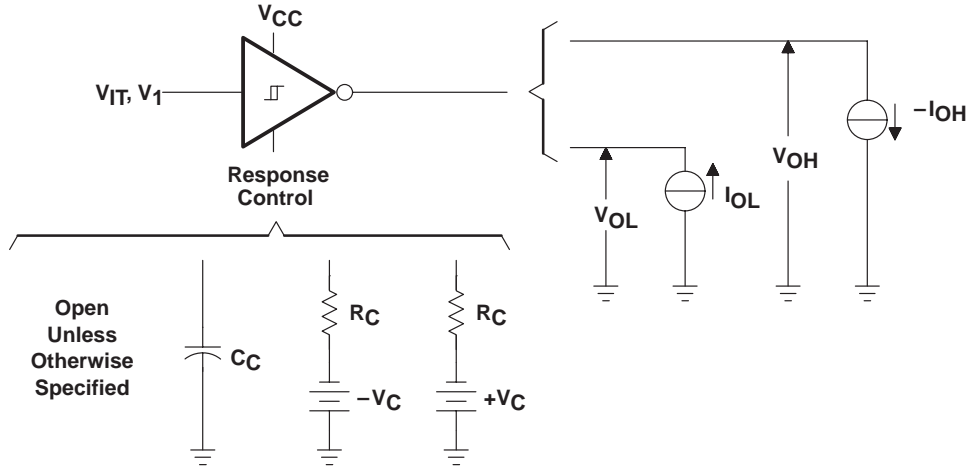 VCC
VIT, V1
Response
Control
–IOH
VOH
IOL
VOL
Open
Unless
Otherwise
Specified
CC
RC
–VC
RC
+VC